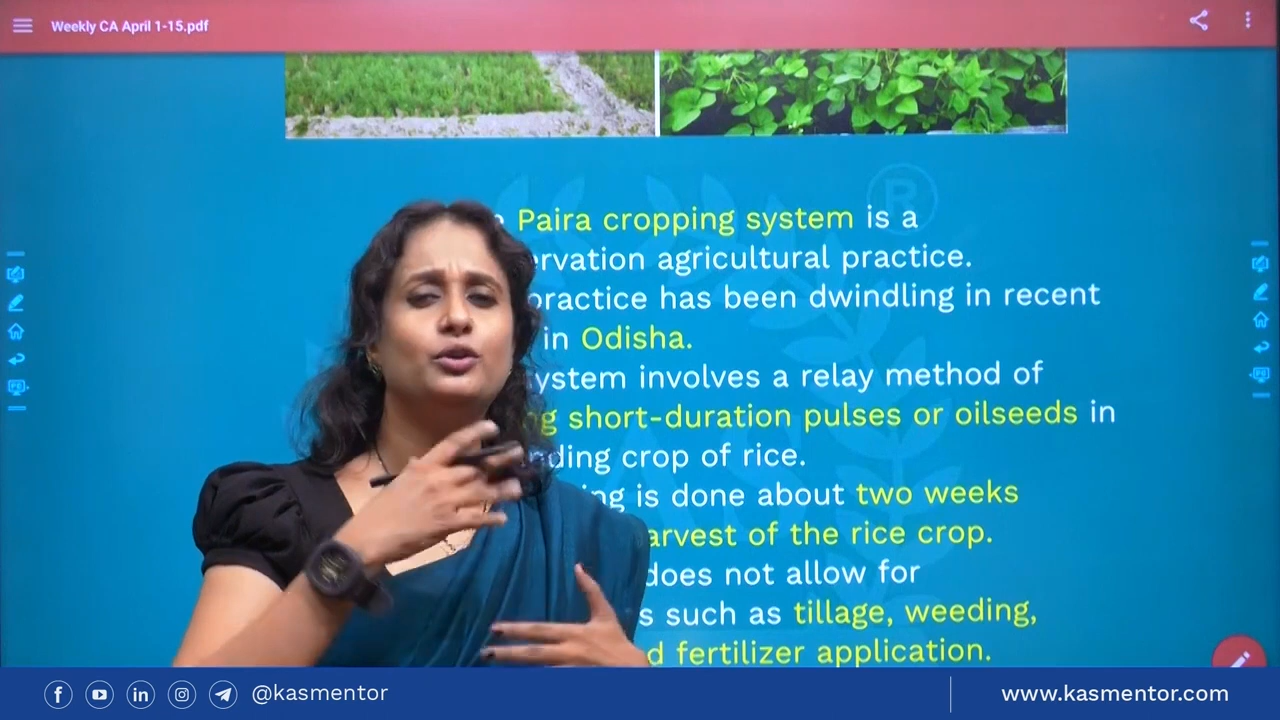 Weekly CA April 1-15.pdf
R
Paira cropping system is a
ervation agricultural practice.
practice has been dwindling in recent
in Odisha.
ystem involves a relay method of
ng short-duration pulses or oilseeds in
nding crop of rice.
ing is done about two weeks
arvest of the rice crop.
does not allow for
s such as tillage, weeding,
d fertilizer application.
@kasmentor
www.kasmentor.com